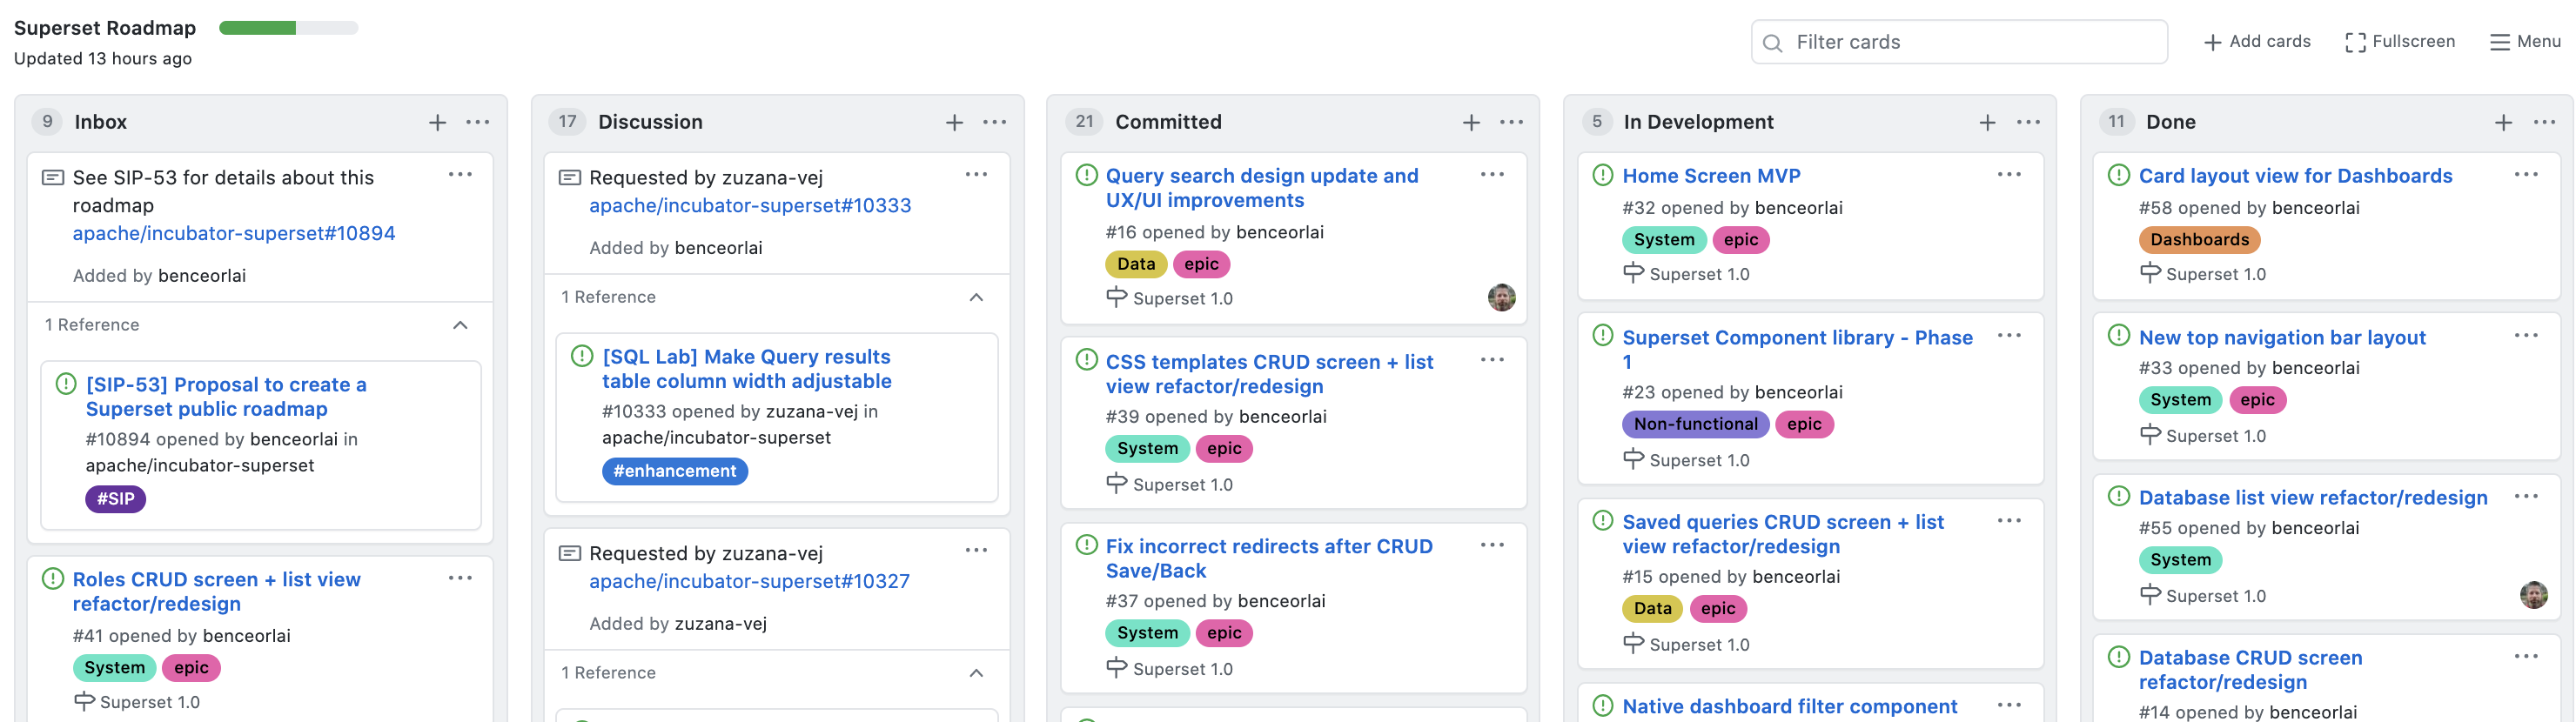 Superset Roadmap
Updated 13 hours ago
Filter cards
Add cards
Fullscreen
Menu
9 Inbox
See SIP-53 for details about this
roadmap
apache/incubator-superset#10894
Added by benceorlai
1 Reference
[SIP-53] Proposal to create a
Superset public roadmap
#10894 opened by benceorlai in
apache/incubator-superset
#SIP
Roles CRUD screen + list view
refactor/redesign
#41 opened by benceorlai
System epic
Superset 1.0
17 Discussion
Requested by zuzana-vej
apache/incubator-superset#10333
Added by benceorlai
1 Reference
[SQL Lab] Make Query results
table column width adjustable
#10333 opened by zuzana-vej in
apache/incubator-superset
#enhancement
Requested by zuzana-vej
apache/incubator-superset#10327
Added by zuzana-vej
1 Reference
21 Committed
Query search design update and
UX/UI improvements
#16 opened by benceorlai
Data epic
Superset 1.0
CSS templates CRUD screen + list
view refactor/redesign
#39 opened by benceorlai
System epic
Superset 1.0
Fix incorrect redirects after CRUD
Save/Back
#37 opened by benceorlai
System epic
Superset 1.0
5 In Development
Home Screen MVP
#32 opened by benceorlai
System epic
Superset 1.0
Superset Component library - Phase
1
#23 opened by benceorlai
Non-functional epic
Superset 1.0
Saved queries CRUD screen + list
view refactor/redesign
#15 opened by benceorlai
Data epic
Superset 1.0
Native dashboard filter component
11 Done
Card layout view for Dashboards
#58 opened by benceorlai
Dashboards
Superset 1.0
New top navigation bar layout
#33 opened by benceorlai
System epic
Superset 1.0
Database list view refactor/redesign
#55 opened by benceorlai
System
Superset 1.0
Database CRUD screen
refactor/redesign
#14 opened by benceorlai